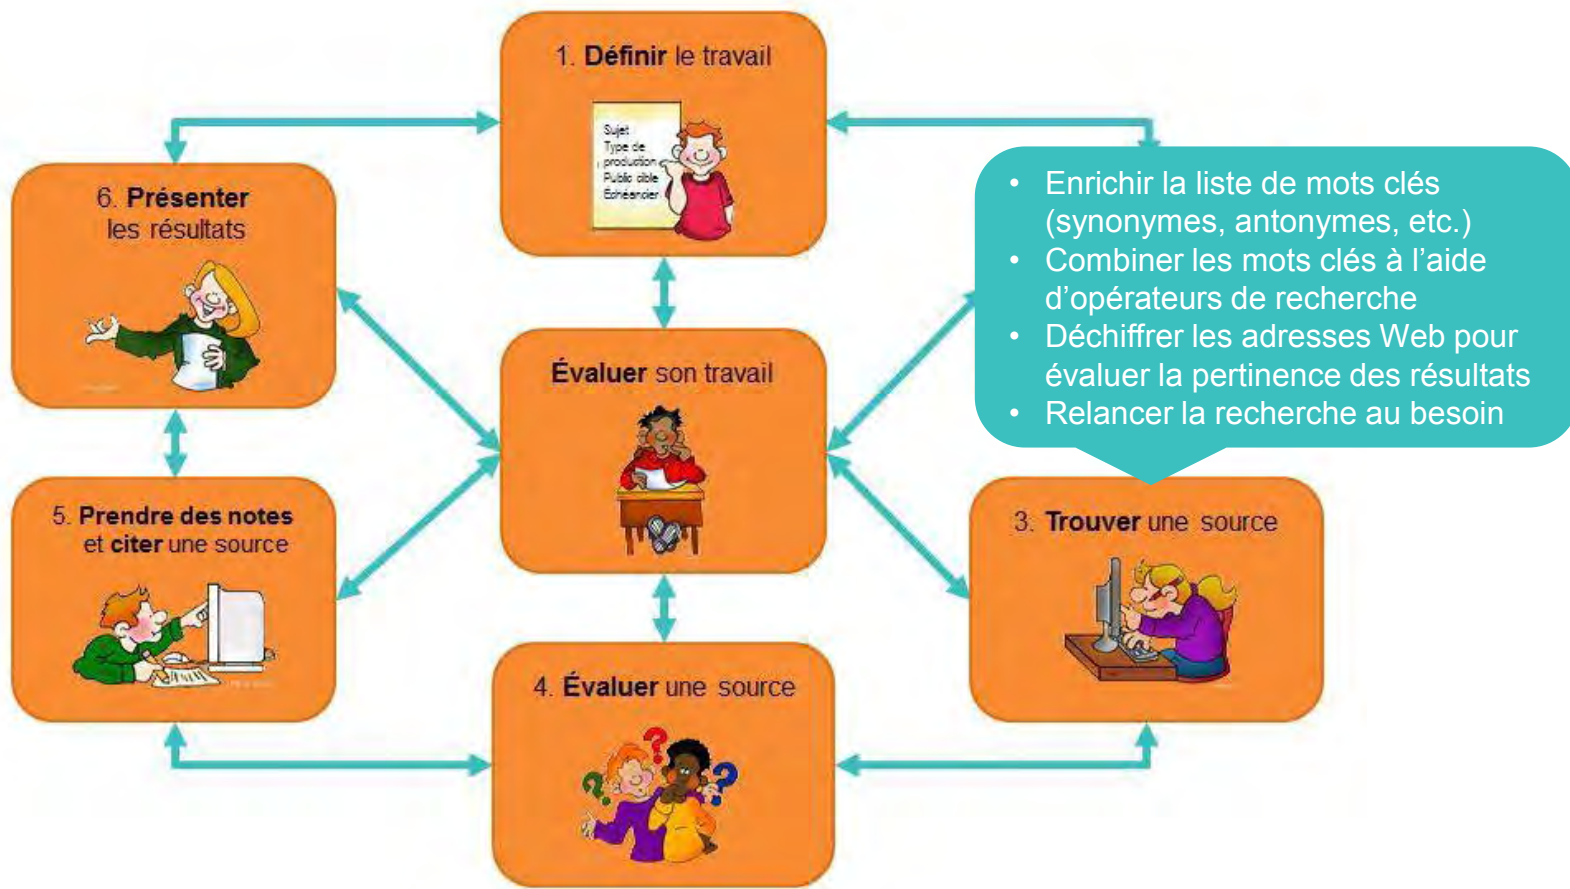 1. Définir le travail
Sujet
Type de
production
Public cible
Échéancier
6. Présenter
les résultats
• Enrichir la liste de mots clés
(synonymes, antonymes, etc.)
• Combiner les mots clés à l’aide
d’opérateurs de recherche
• Déchiffrer les adresses Web pour
évaluer la pertinence des résultats
• Relancer la recherche au besoin
Évaluer son travail
5. Prendre des notes
et citer une source
3. Trouver une source
4. Évaluer une source